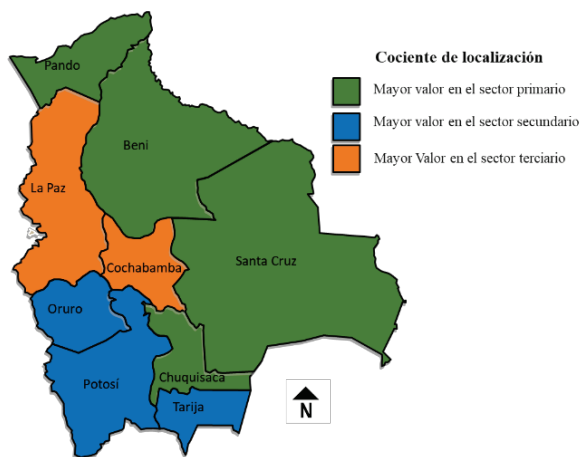 Cociente de localización
Mayor valor en el sector primario
Mayor valor en el sector secundario
Mayor Valor en el sector terciario
Pando
Beni
La Paz
Cochabamba
Santa Cruz
Oruro
Potosí
Chuquisaca
Tarija
N